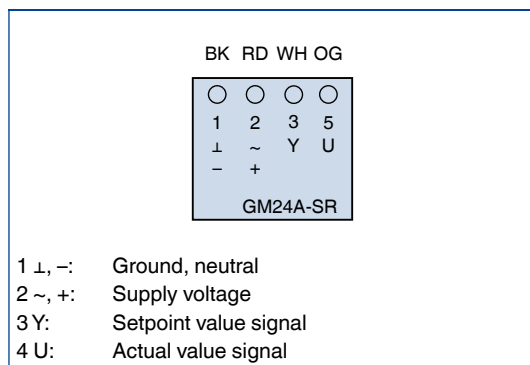 BK RD WH OG
1 2 3 5
⊥ ~ Y U
– +
GM24A-SR
1 ⊥, –: Ground, neutral
2 ~, +: Supply voltage
3 Y: Setpoint value signal
4 U: Actual value signal